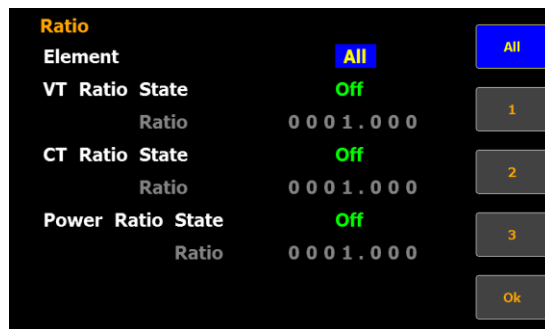 Ratio
Element All
VT Ratio State Off
Ratio 0001.000
CT Ratio State Off
Ratio 0001.000
Power Ratio State Off
Ratio 0001.000
All
1
2
3
Ok